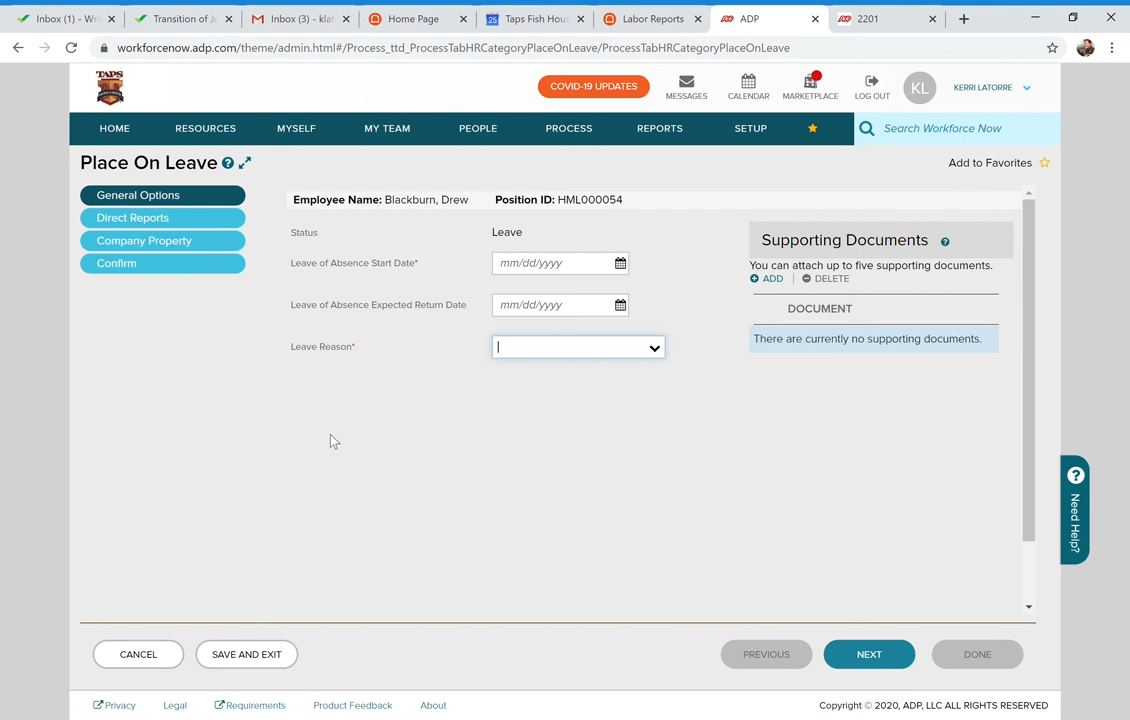 Inbox (1) - Wr
Transition of Jo
Inbox (3) - klat
Home Page
Taps Fish Hous
Labor Reports
ADP
2201
workforcenow.adp.com/theme/admin.html#/Process_ttd_ProcessTabHRCategoryPlaceOnLeave/ProcessTabHRCategoryPlaceOnLeave
TAPS
COVID-19 UPDATES
MESSAGES
CALENDAR
MARKETPLACE
LOG OUT
KL
KERRI LATORRE
HOME RESOURCES MYSELF MY TEAM PEOPLE PROCESS REPORTS SETUP
Search Workforce Now
Place On Leave
Add to Favorites
General Options
Direct Reports
Company Property
Confirm
Employee Name: Blackburn, Drew Position ID: HML000054
Status Leave
Leave of Absence Start Date* mm/dd/yyyy
Leave of Absence Expected Return Date mm/dd/yyyy
Leave Reason*
Supporting Documents
You can attach up to five supporting documents.
ADD | DELETE
DOCUMENT
There are currently no supporting documents.
Need Help?
CANCEL SAVE AND EXIT PREVIOUS NEXT DONE
Privacy Legal Requirements Product Feedback About
Copyright © 2020, ADP, LLC ALL RIGHTS RESERVED